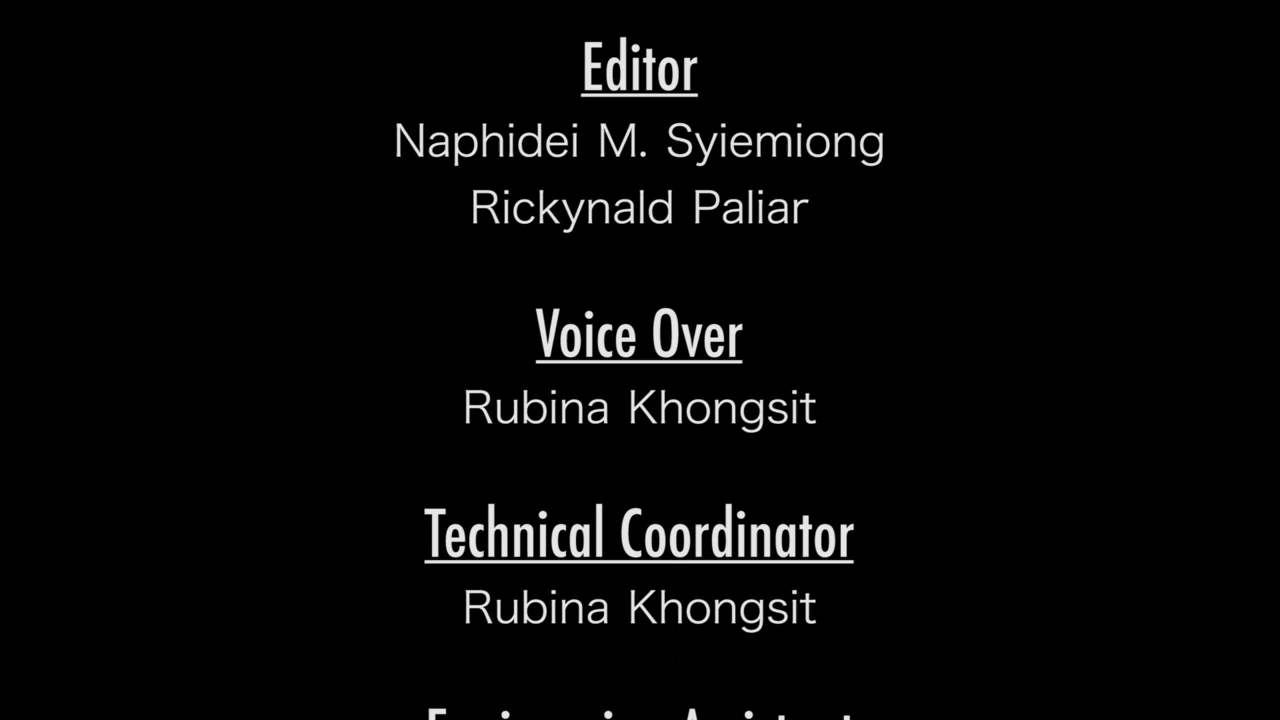 Editor
Naphidei M. Syiemiong
Rickynald Paliar
Voice Over
Rubina Khongsit
Technical Coordinator
Rubina Khongsit